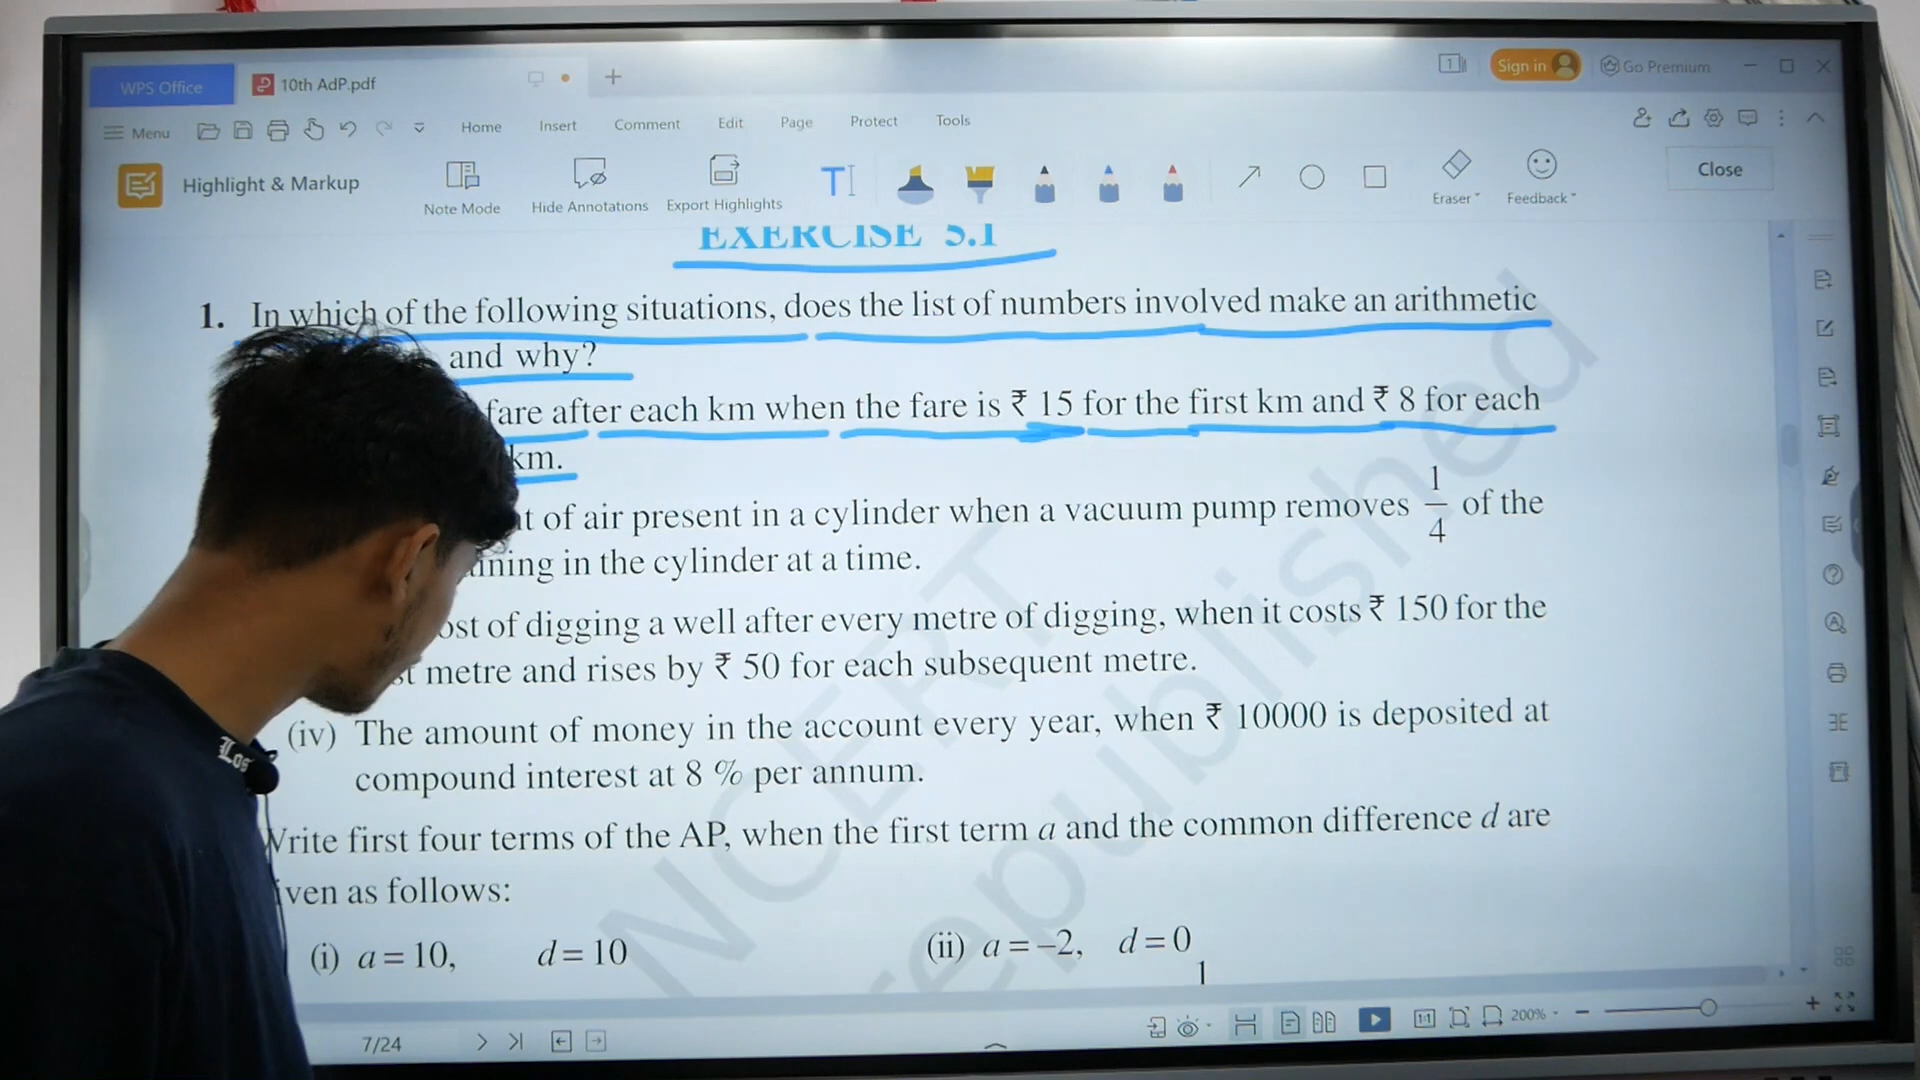 WPS Office
10th AdP.pdf
Sign in
Go Premium
Menu
Home
Insert
Comment
Edit
Page
Protect
Tools
Highlight & Markup
Note Mode
Hide Annotations
Export Highlights
Eraser
Feedback
Close
EXERCISE 5.1
1. In which of the following situations, does the list of numbers involved make an arithmetic
and why?
fare after each km when the fare is ₹ 15 for the first km and ₹ 8 for each
km.
of air present in a cylinder when a vacuum pump removes 1/4 of the
in the cylinder at a time.
of digging a well after every metre of digging, when it costs ₹ 150 for the
metre and rises by ₹ 50 for each subsequent metre.
(iv) The amount of money in the account every year, when ₹ 10000 is deposited at
compound interest at 8 % per annum.
Write first four terms of the AP, when the first term a and the common difference d are
given as follows:
(i) a = 10, d = 10
(ii) a = –2, d = 0
1
NCERT
republished
Los
7/24
200%